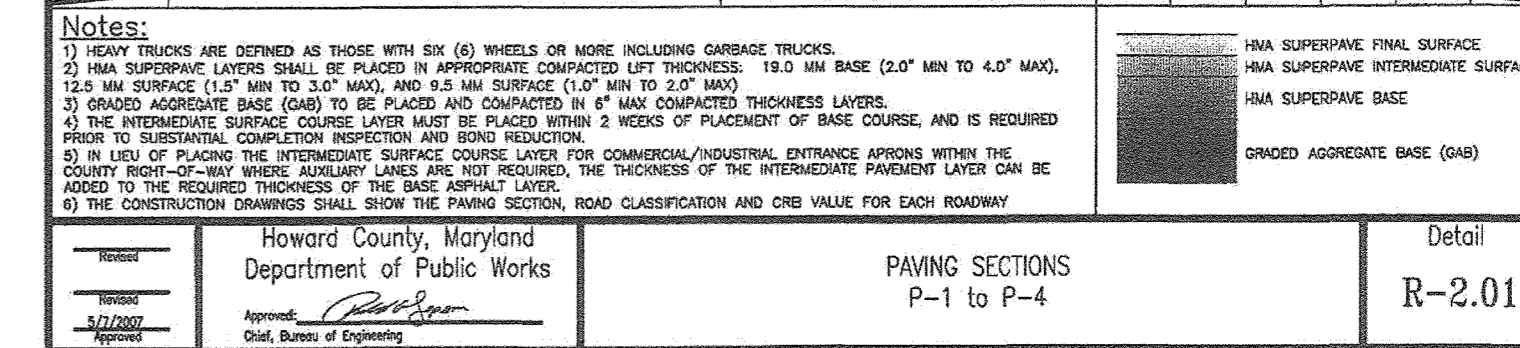 Notes:
1) HEAVY TRUCKS ARE DEFINED AS THOSE WITH SIX (6) WHEELS OR MORE INCLUDING GARBAGE TRUCKS.
2) HMA SUPERPAVE LAYERS SHALL BE PLACED IN APPROPRIATE COMPACTED LIFT THICKNESS: 19.0 MM BASE (2.0" MIN TO 4.0" MAX),
12.5 MM SURFACE (1.5" MIN TO 3.0" MAX), AND 9.5 MM SURFACE (1.0" MIN TO 2.0" MAX)
3) GRADED AGGREGATE BASE (GAB) TO BE PLACED AND COMPACTED IN 6" MAX COMPACTED THICKNESS LAYERS.
4) THE INTERMEDIATE SURFACE COURSE LAYER MUST BE PLACED WITHIN 2 WEEKS OF PLACEMENT OF BASE COURSE, AND IS REQUIRED
PRIOR TO SUBSTANTIAL COMPLETION INSPECTION AND BOND REDUCTION.
5) IN LIEU OF PLACING THE INTERMEDIATE SURFACE COURSE LAYER FOR COMMERCIAL/INDUSTRIAL ENTRANCE APRONS WITHIN THE
COUNTY RIGHT-OF-WAY WHERE AUXILIARY LANES ARE NOT REQUIRED, THE THICKNESS OF THE INTERMEDIATE PAVEMENT LAYER CAN BE
ADDED TO THE REQUIRED THICKNESS OF THE BASE ASPHALT LAYER.
6) THE CONSTRUCTION DRAWINGS SHALL SHOW THE PAVING SECTION, ROAD CLASSIFICATION AND CRB VALUE FOR EACH ROADWAY
HMA SUPERPAVE FINAL SURFACE
HMA SUPERPAVE INTERMEDIATE SURFA
HMA SUPERPAVE BASE
GRADED AGGREGATE BASE (GAB)
Revised
Revised
5/7/2007
Approved
Howard County, Maryland
Department of Public Works
Approved:
Chief, Bureau of Engineering
PAVING SECTIONS
P-1 to P-4
Detail
R-2.01